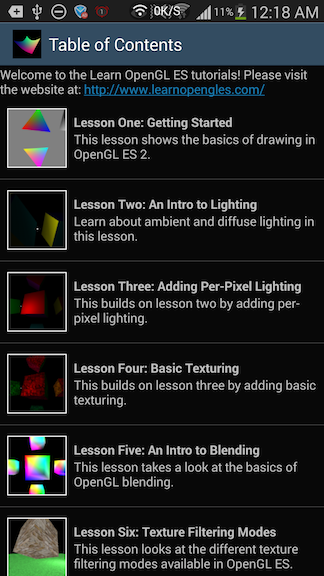 0K/S 11% 12:18 AM
Table of Contents
Welcome to the Learn OpenGL ES tutorials! Please visit
the website at: http://www.learnopengles.com/
Lesson One: Getting Started
This lesson shows the basics of drawing in
OpenGL ES 2.
Lesson Two: An Intro to Lighting
Learn about ambient and diffuse lighting in
this lesson.
Lesson Three: Adding Per-Pixel Lighting
This builds on lesson two by adding per-
pixel lighting.
Lesson Four: Basic Texturing
This builds on lesson three by adding basic
texturing.
Lesson Five: An Intro to Blending
This lesson takes a look at the basics of
OpenGL blending.
Lesson Six: Texture Filtering Modes
This lesson looks at the different texture
filtering modes available in OpenGL ES.